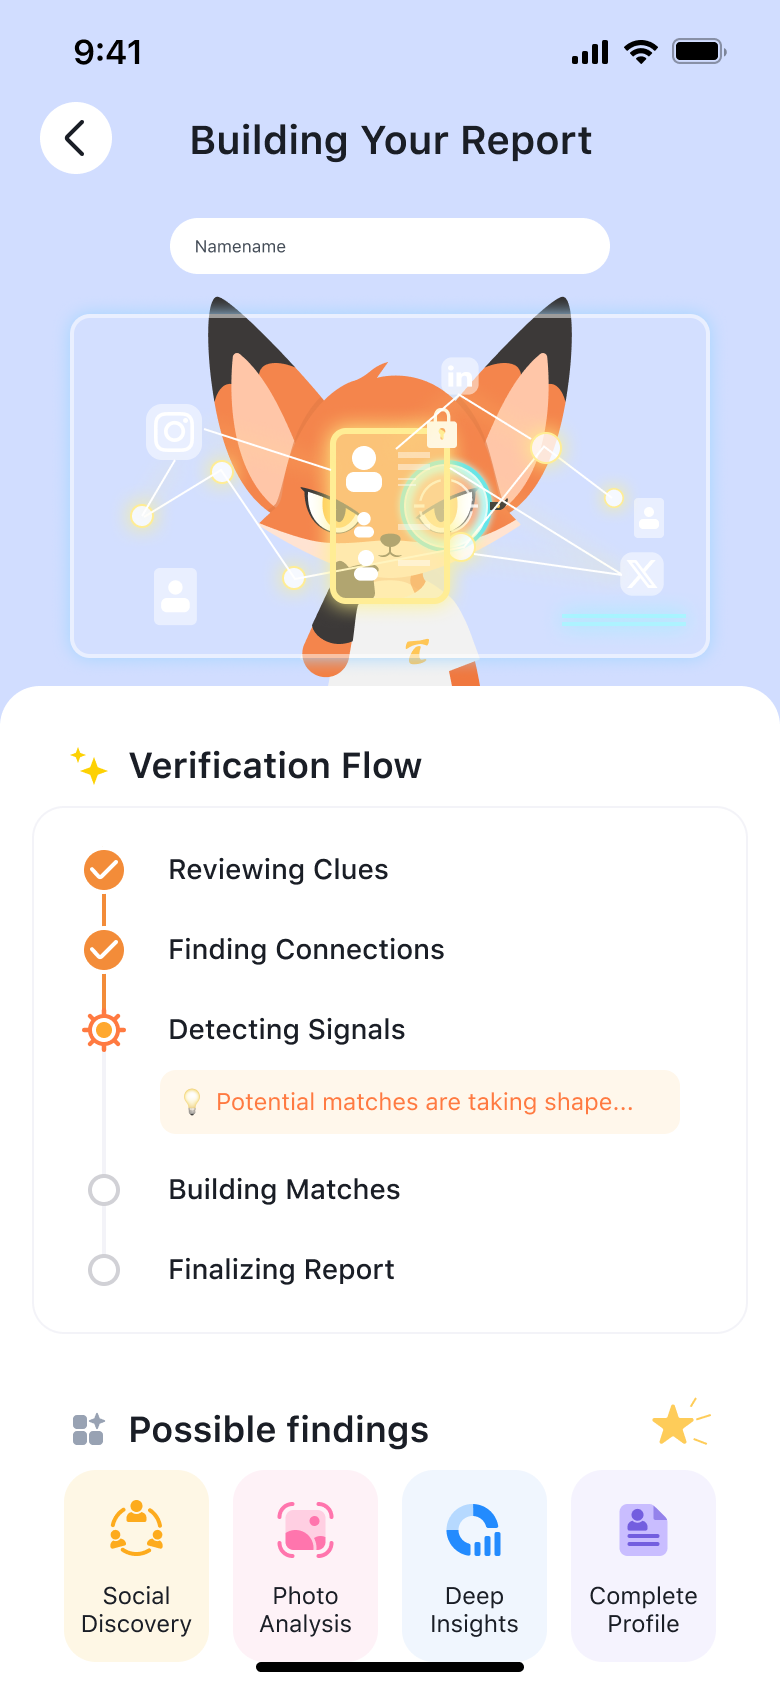 9:41
Building Your Report
Namename
in
X
Verification Flow
Reviewing Clues
Finding Connections
Detecting Signals
Potential matches are taking shape...
Building Matches
Finalizing Report
Possible findings
Social
Discovery
Photo
Analysis
Deep
Insights
Complete
Profile